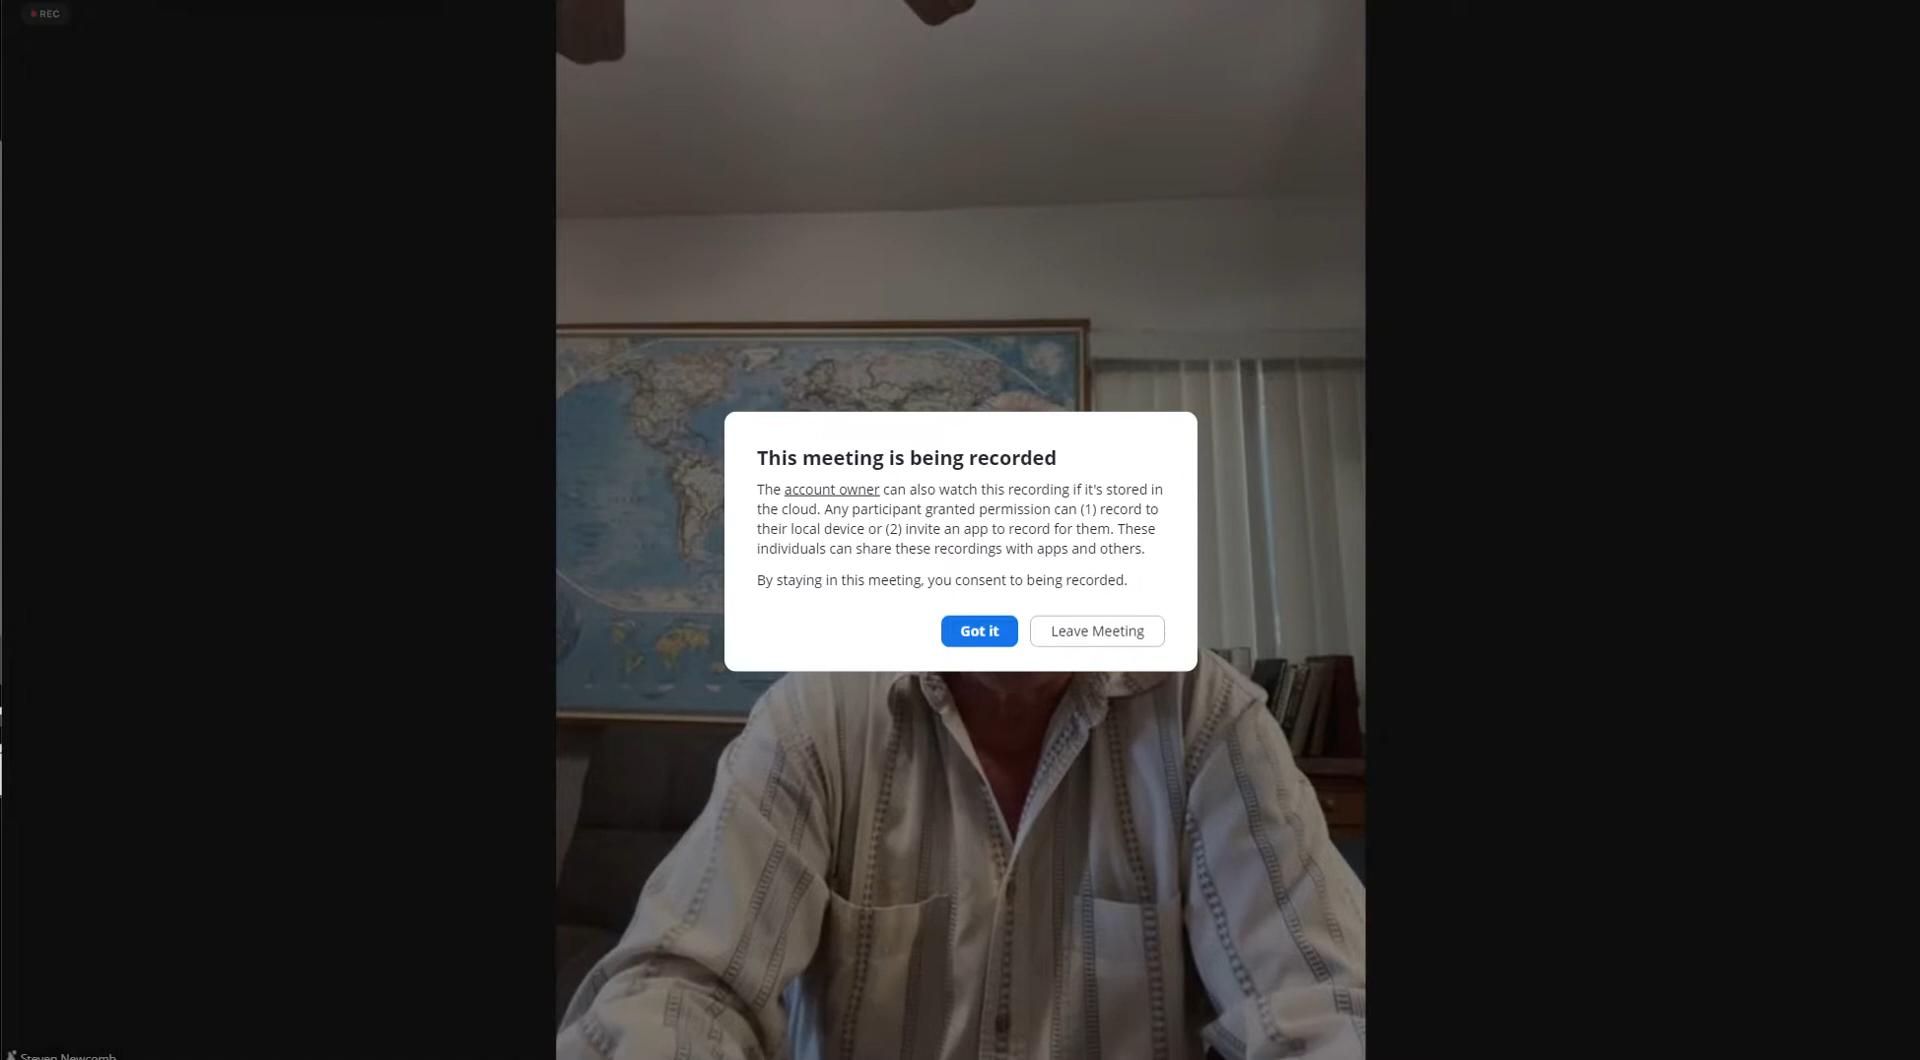 REC
This meeting is being recorded
The account owner can also watch this recording if it's stored in
the cloud. Any participant granted permission can (1) record to
their local device or (2) invite an app to record for them. These
individuals can share these recordings with apps and others.
By staying in this meeting, you consent to being recorded.
Got it
Leave Meeting
Steven Newcomb